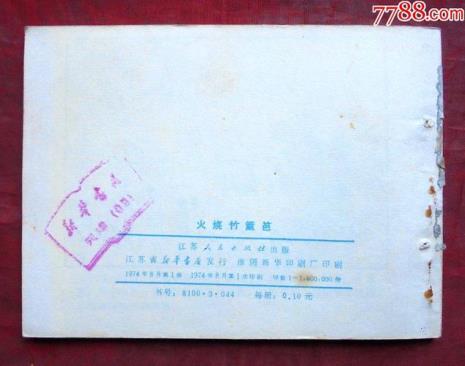 7788.com
新华书店
天津(08)
火烧竹篱笆
江苏人民出版社出版
江苏省新华书店发行 淮阴新华印刷厂印刷
1974年8月第1版 1974年8月第1次印刷 印数1—1,400,000册
书号：8100·3·044 每册：0.10元